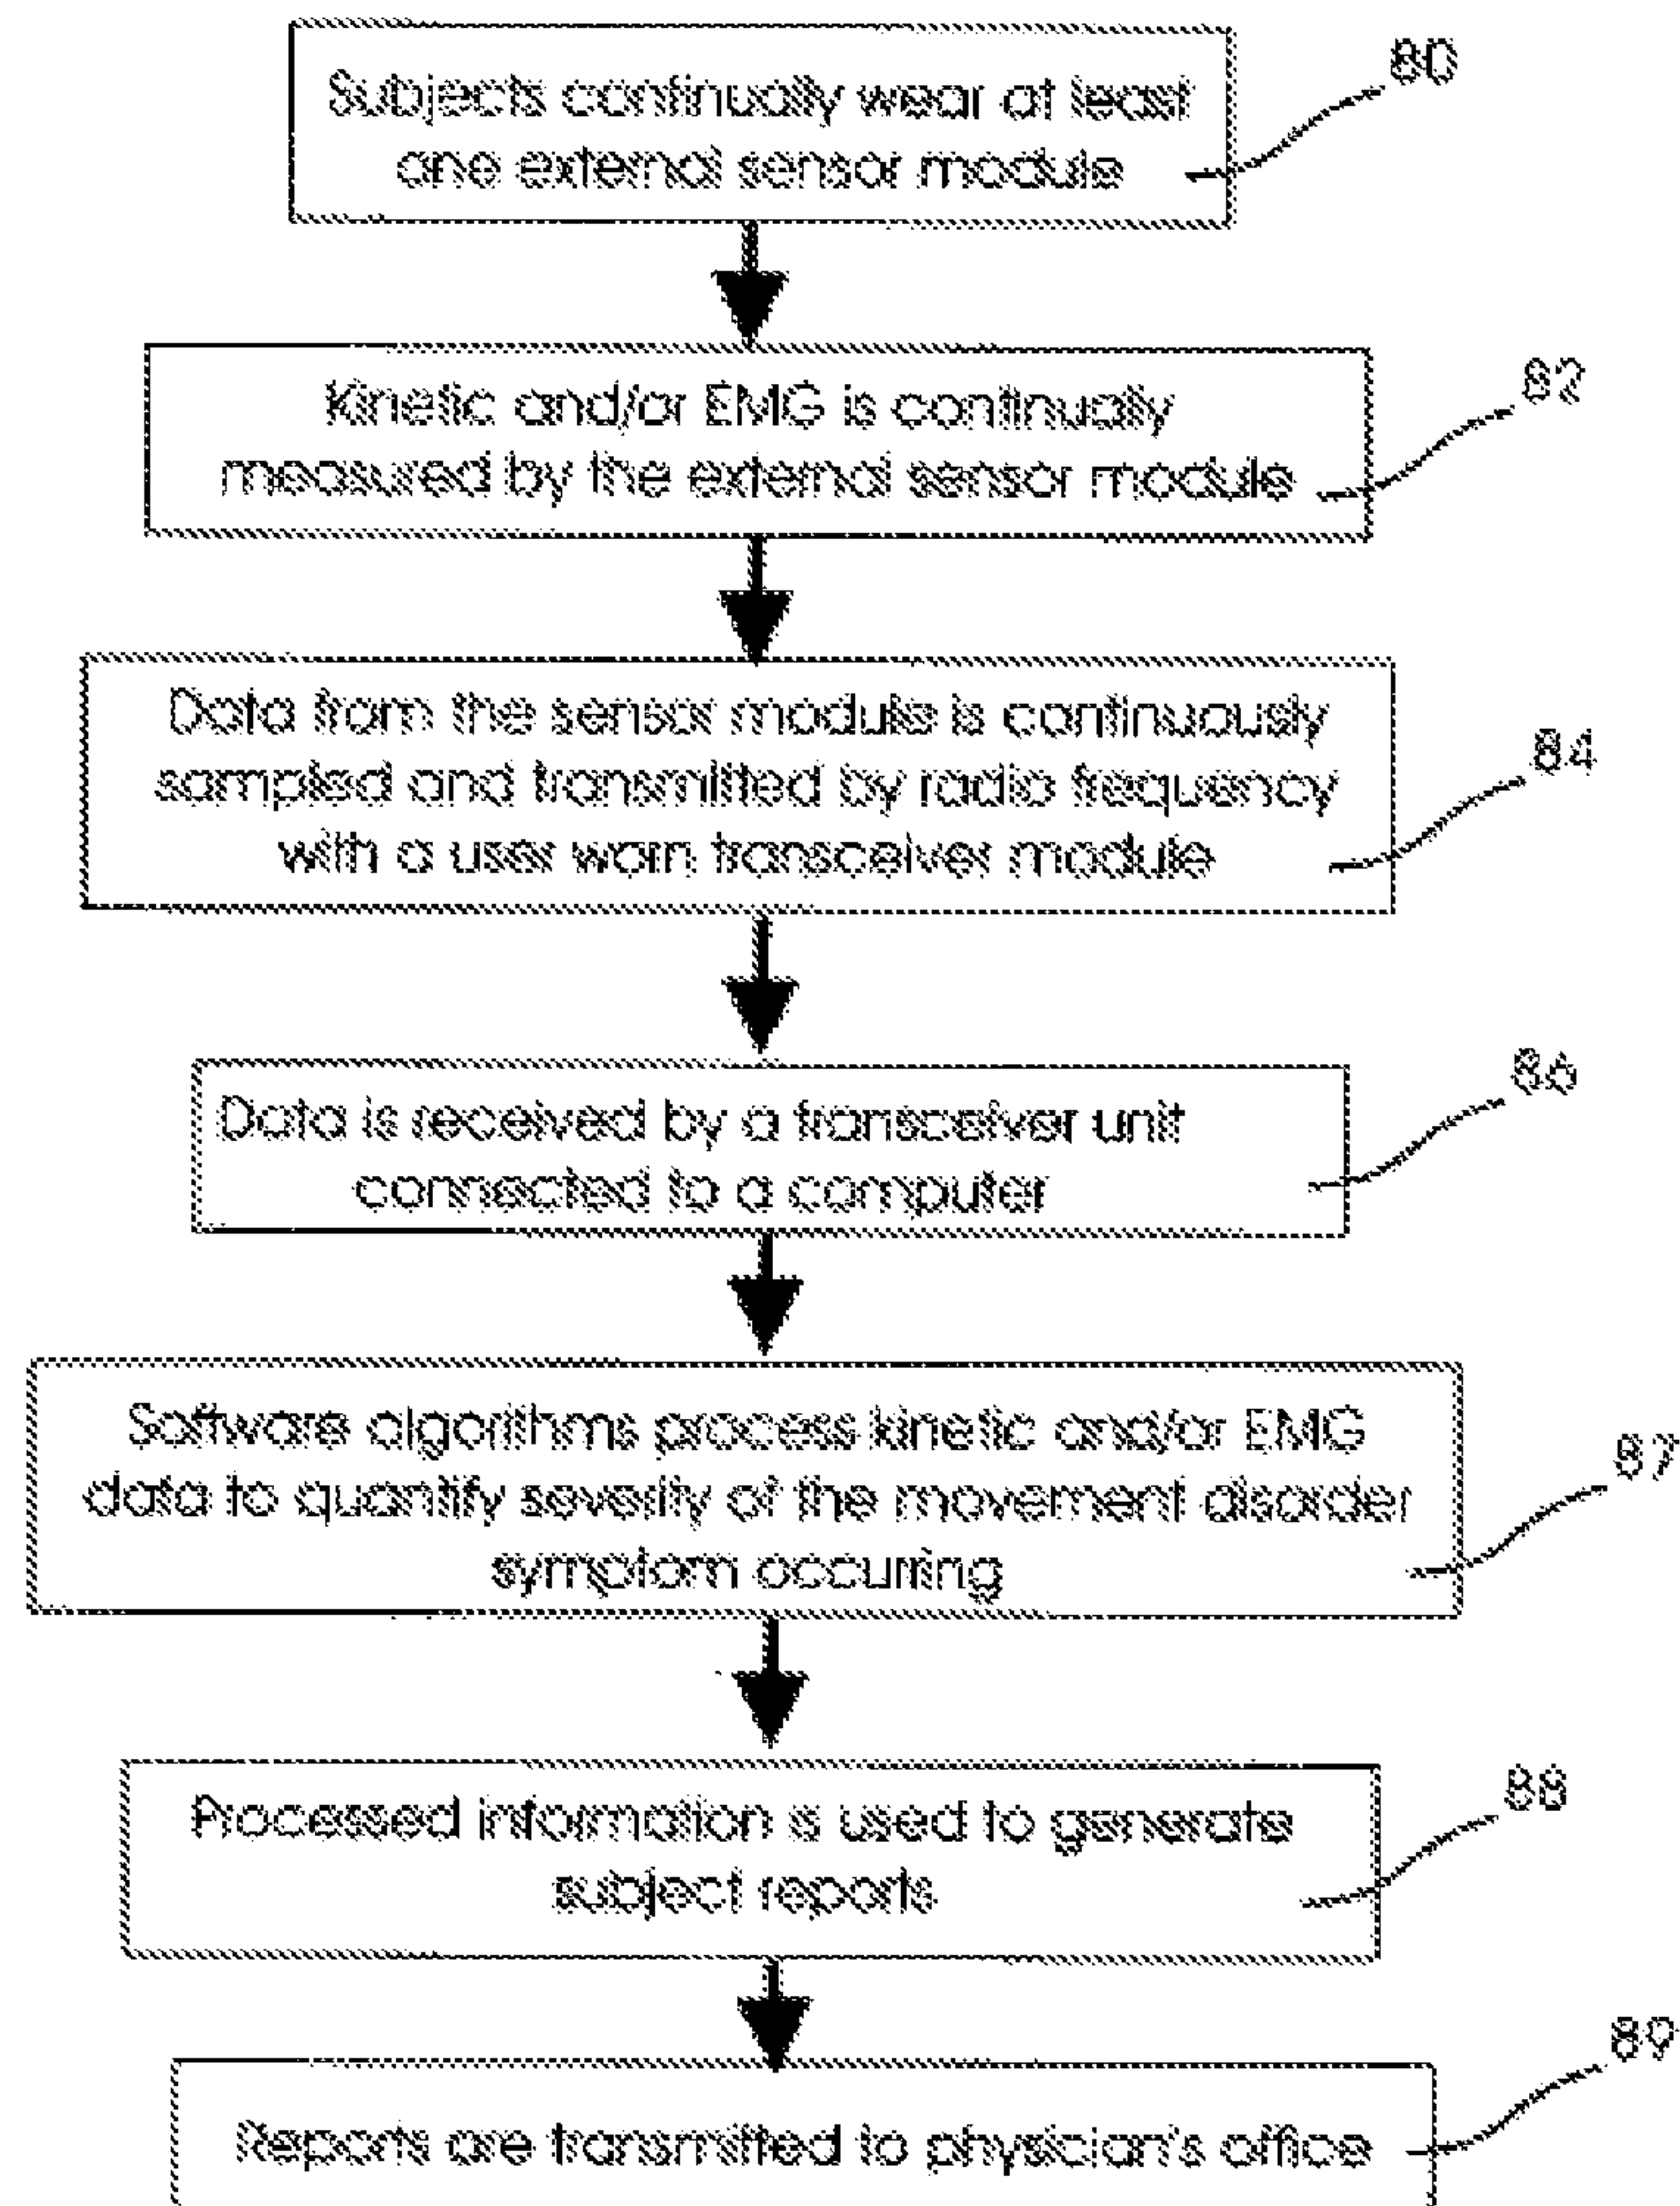 Subjects continually wear at least
one external sensor module
80
Kinetic and/or EMG is continually
measured by the external sensor module
82
Data from the sensor module is continuously
sampled and transmitted by radio frequency
with a user worn transceiver module
84
Data is received by a transceiver unit
connected to a computer
86
Software algorithms process kinetic and/or EMG
data to quantify severity of the movement disorder
symptom occurring
87
Processed information is used to generate
subject reports
88
Reports are transmitted to physician's office
89